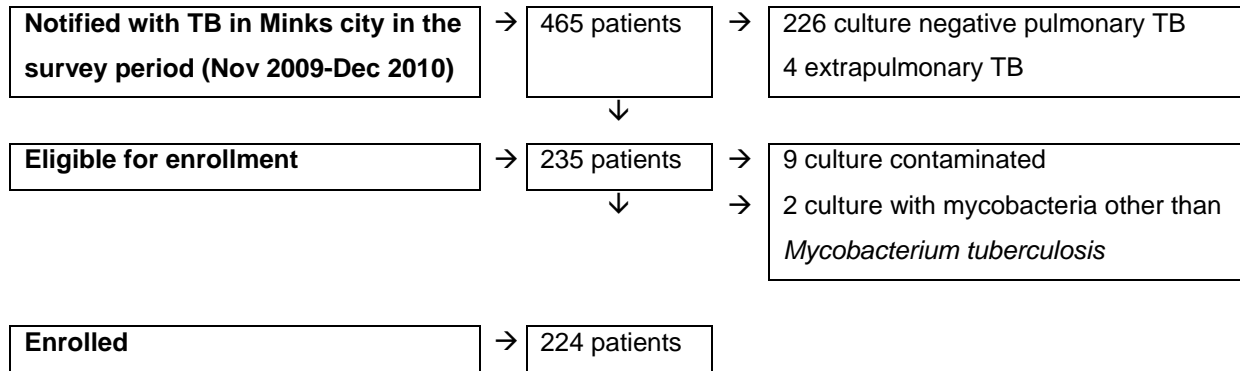 Notified with TB in Minks city in the → 465 patients → 226 culture negative pulmonary TB
survey period (Nov 2009-Dec 2010) 4 extrapulmonary TB
↓
Eligible for enrollment → 235 patients → 9 culture contaminated
↓ → 2 culture with mycobacteria other than
Mycobacterium tuberculosis
Enrolled → 224 patients